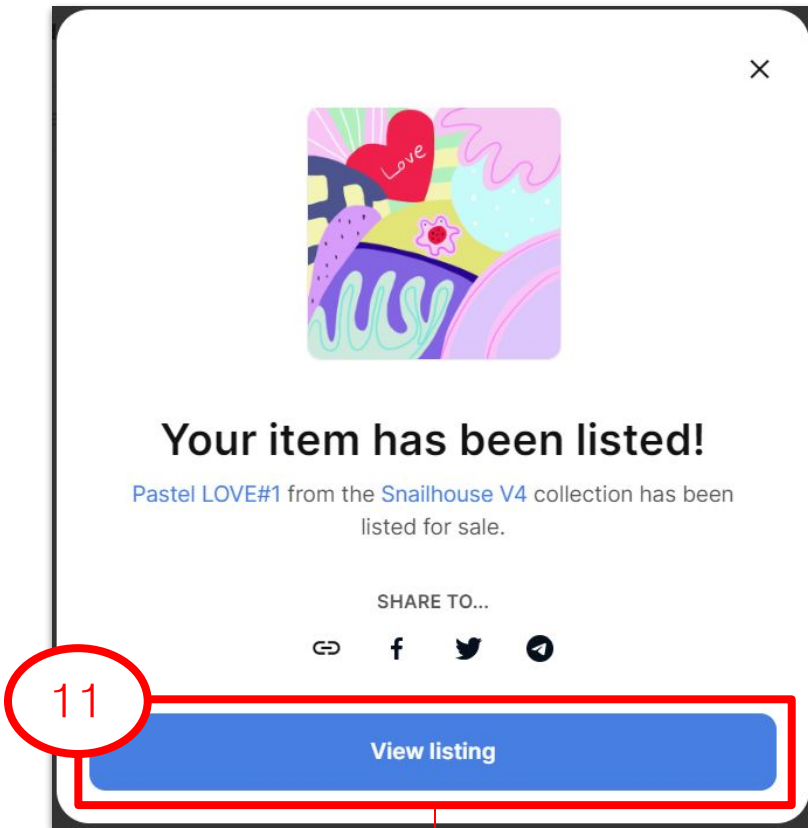 Love
Your item has been listed!
Pastel LOVE#1 from the Snailhouse V4 collection has been
listed for sale.
SHARE TO...
11
View listing